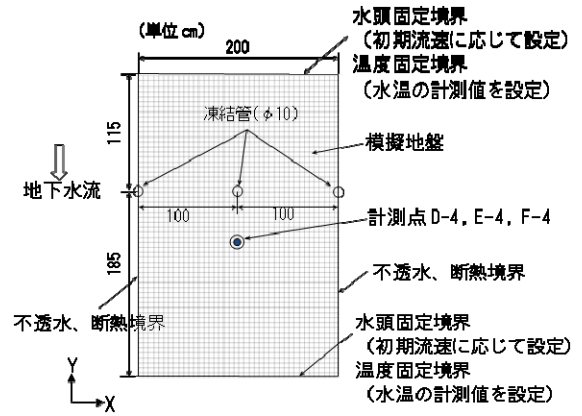 (単位 cm)
200
水頭固定境界
(初期流速に応じて設定)
温度固定境界
(水温の計測値を設定)
115
凍結管(φ10)
模擬地盤
地下水流
100
100
計測点 D-4, E-4, F-4
185
不透水、断熱境界
不透水、断熱境界
水頭固定境界
(初期流速に応じて設定)
温度固定境界
(水温の計測値を設定)
Y
X